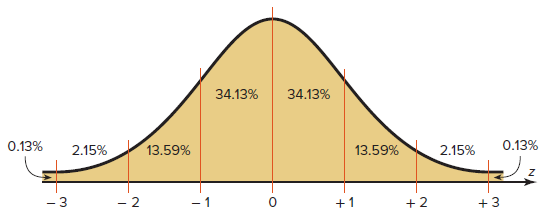 34.13% 34.13%
0.13% 2.15% 13.59% 13.59% 2.15% 0.13%
z
– 3 – 2 – 1 0 + 1 + 2 + 3